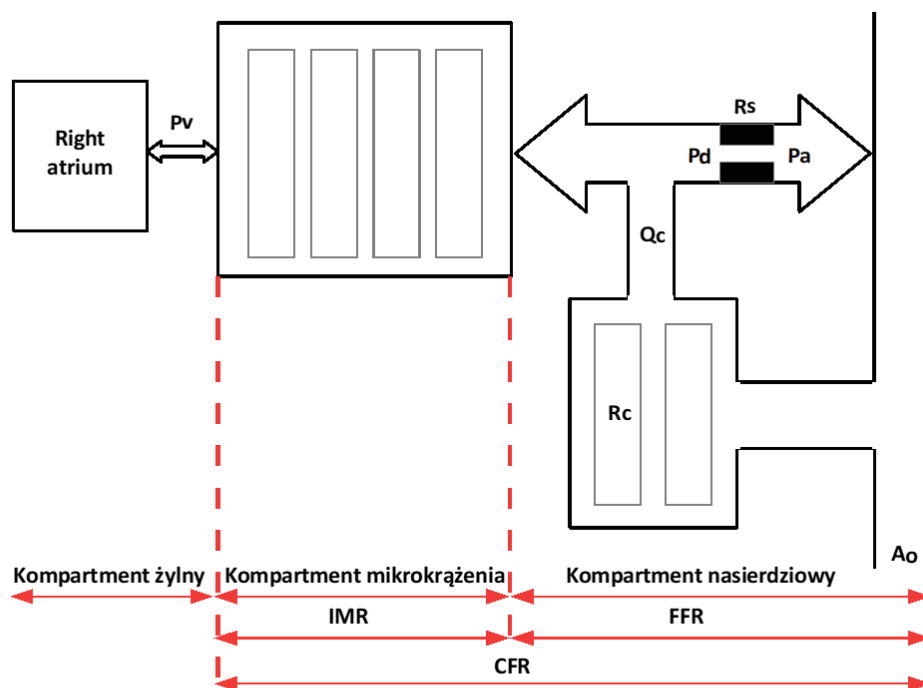 Right
atrium
Pv
Rs
Pd
Pa
Qc
Rc
Ao
Kompartment żylny
Kompartment mikrokrążenia
Kompartment nasierdziowy
IMR
FFR
CFR